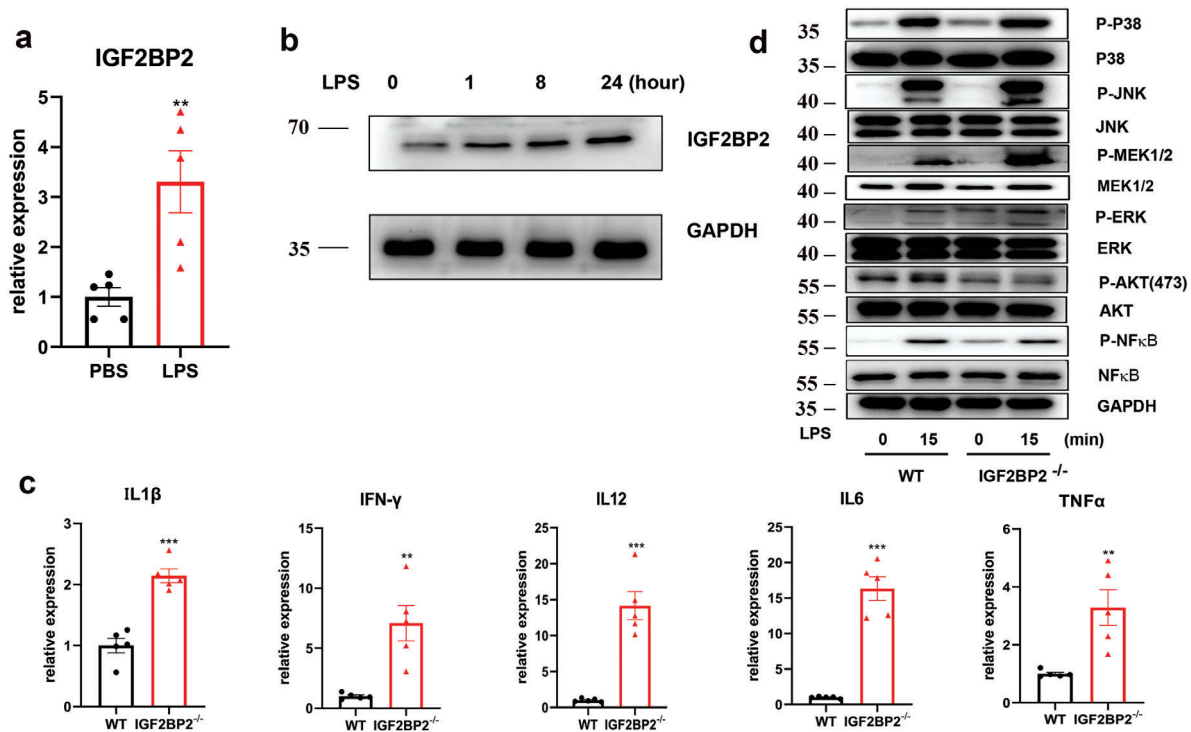 a
IGF2BP2
relative expression
5
4
3
2
1
0
**
PBS
LPS
b
LPS 0 1 8 24 (hour)
70
IGF2BP2
35
GAPDH
d
35 P-P38
35 P38
40 P-JNK
40 JNK
40 P-MEK1/2
40 MEK1/2
40 P-ERK
40 ERK
55 P-AKT(473)
55 AKT
55 P-NFκB
55 NFκB
35 GAPDH
LPS 0 15 0 15 (min)
WT IGF2BP2 -/-
c
IL1β
relative expression
3
2
1
0
***
WT IGF2BP2-/-
IFN-γ
relative expression
15
10
5
0
**
WT IGF2BP2-/-
IL12
relative expression
25
20
15
10
5
0
***
WT IGF2BP2-/-
IL6
relative expression
25
20
15
10
5
0
***
WT IGF2BP2-/-
TNFα
relative expression
6
4
2
0
**
WT IGF2BP2-/-